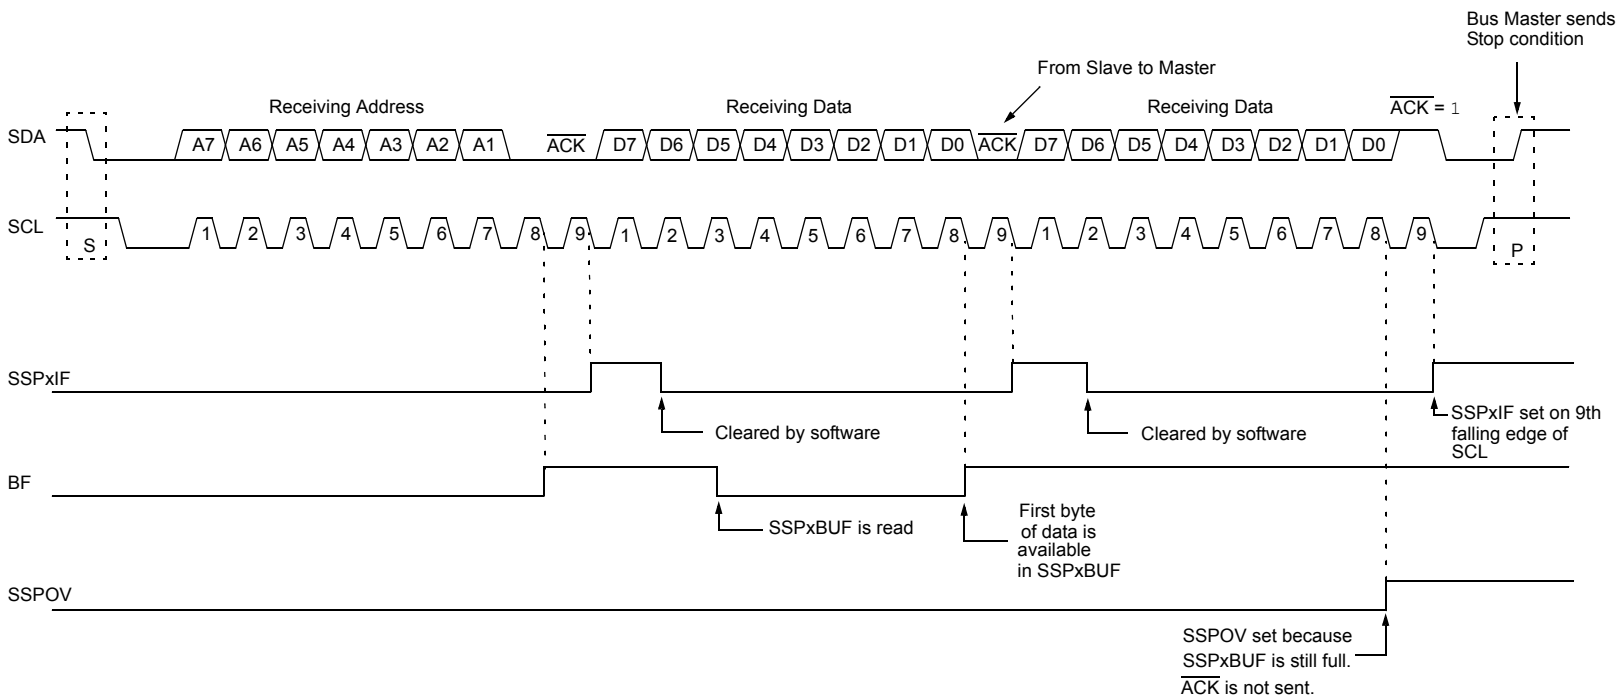 Bus Master sends
Stop condition
From Slave to Master
Receiving Address
Receiving Data
Receiving Data
ACK = 1
SDA
A7 A6 A5 A4 A3 A2 A1 ACK D7 D6 D5 D4 D3 D2 D1 D0 ACK D7 D6 D5 D4 D3 D2 D1 D0
SCL
S
1 2 3 4 5 6 7 8 9 1 2 3 4 5 6 7 8 9 1 2 3 4 5 6 7 8 9
P
SSPxIF
Cleared by software
Cleared by software
SSPxIF set on 9th
falling edge of
SCL
BF
SSPxBUF is read
First byte
of data is
available
in SSPxBUF
SSPOV
SSPOV set because
SSPxBUF is still full.
ACK is not sent.